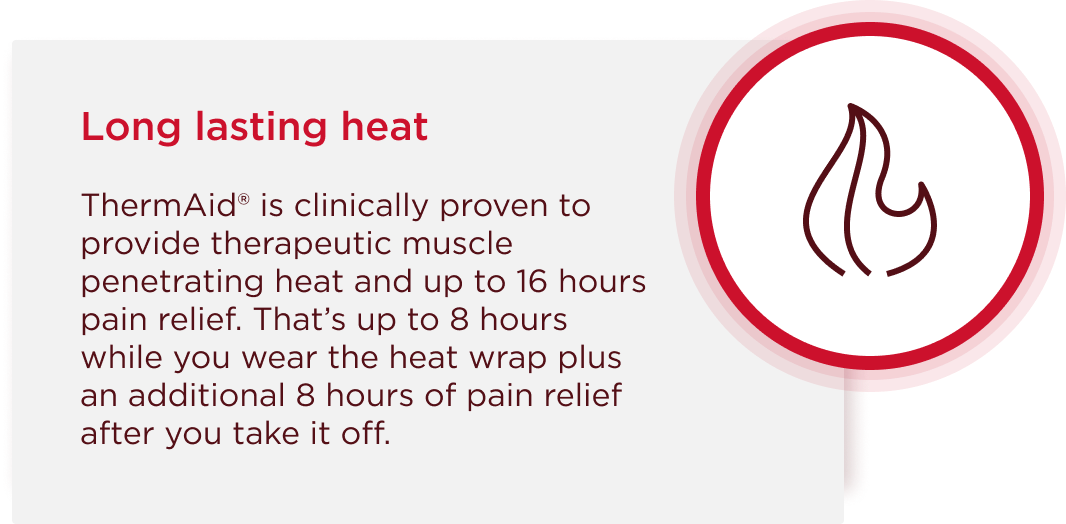 Long lasting heat
ThermAid® is clinically proven to
provide therapeutic muscle
penetrating heat and up to 16 hours
pain relief. That’s up to 8 hours
while you wear the heat wrap plus
an additional 8 hours of pain relief
after you take it off.